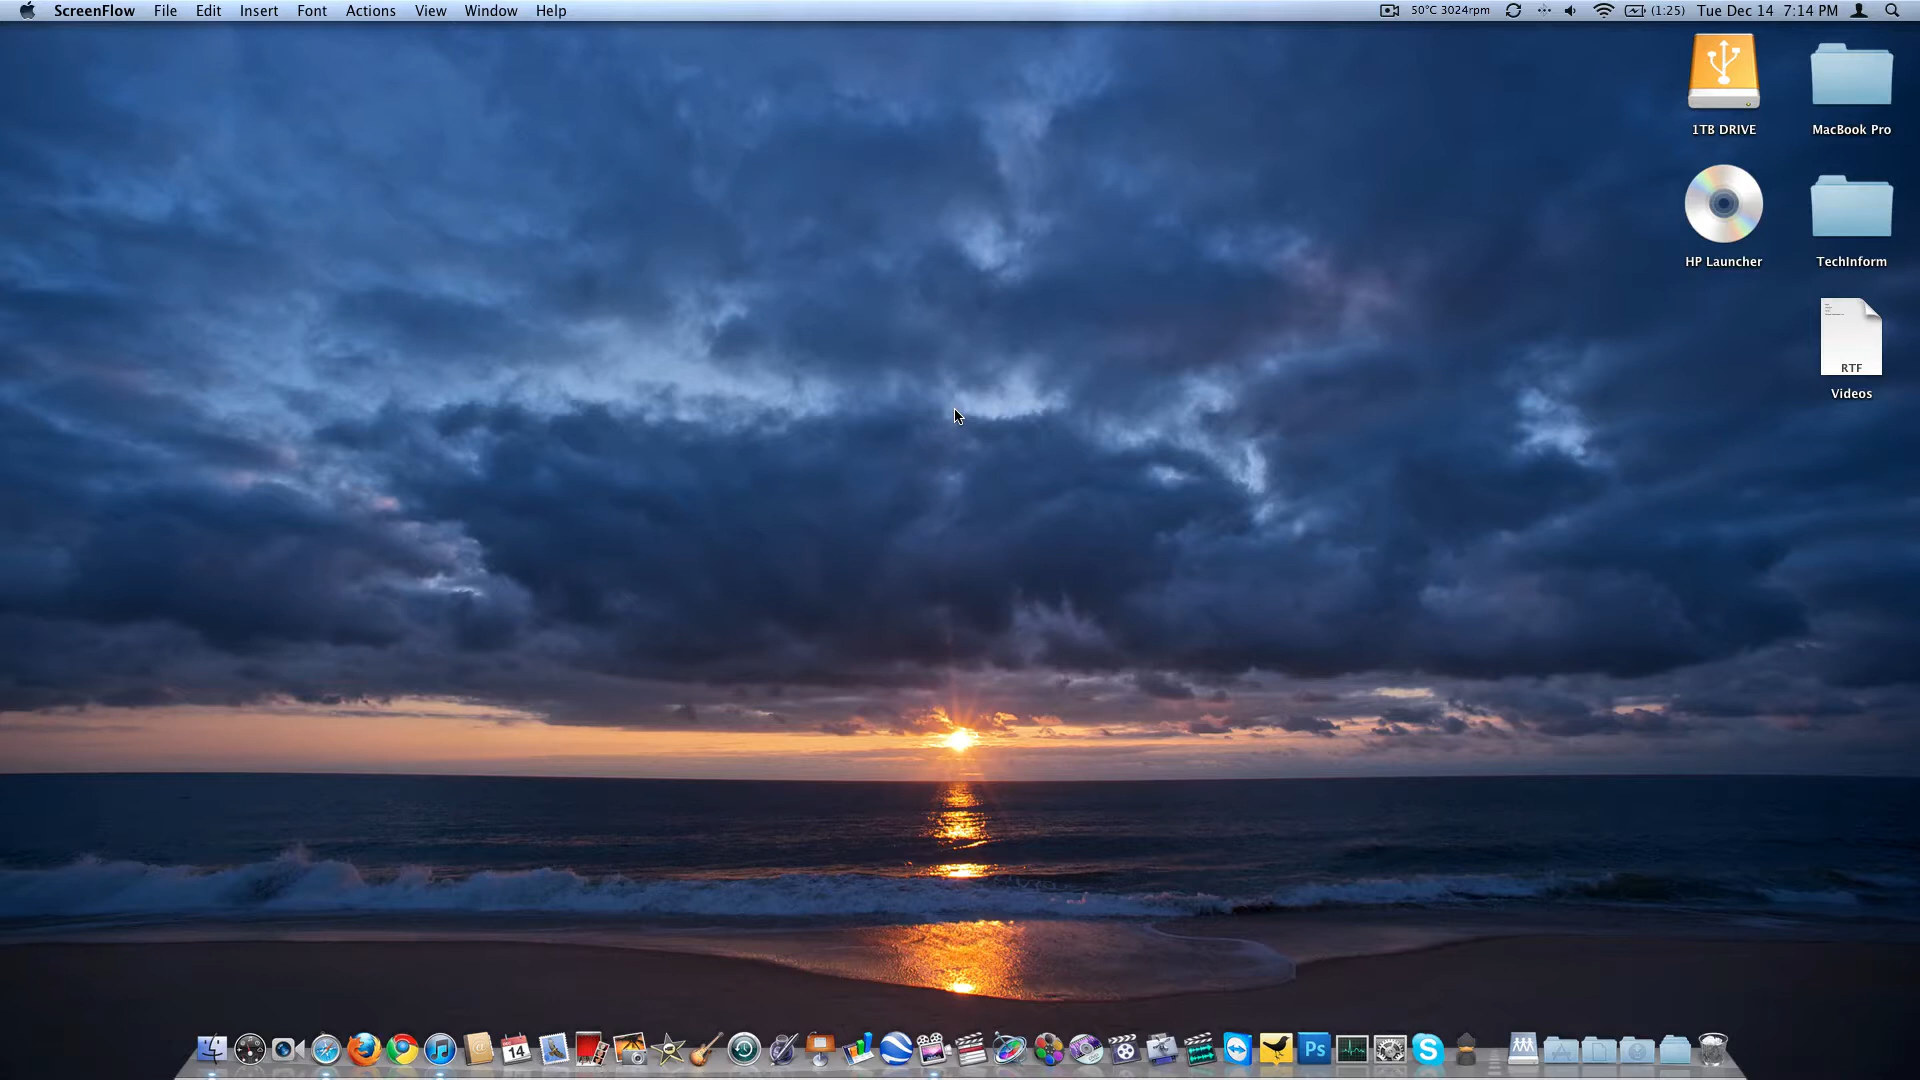 ScreenFlow File Edit Insert Font Actions View Window Help 50°C 3024rpm (1:25) Tue Dec 14 7:14 PM
1TB DRIVE MacBook Pro
HP Launcher TechInform
RTF
Videos
14 Ps